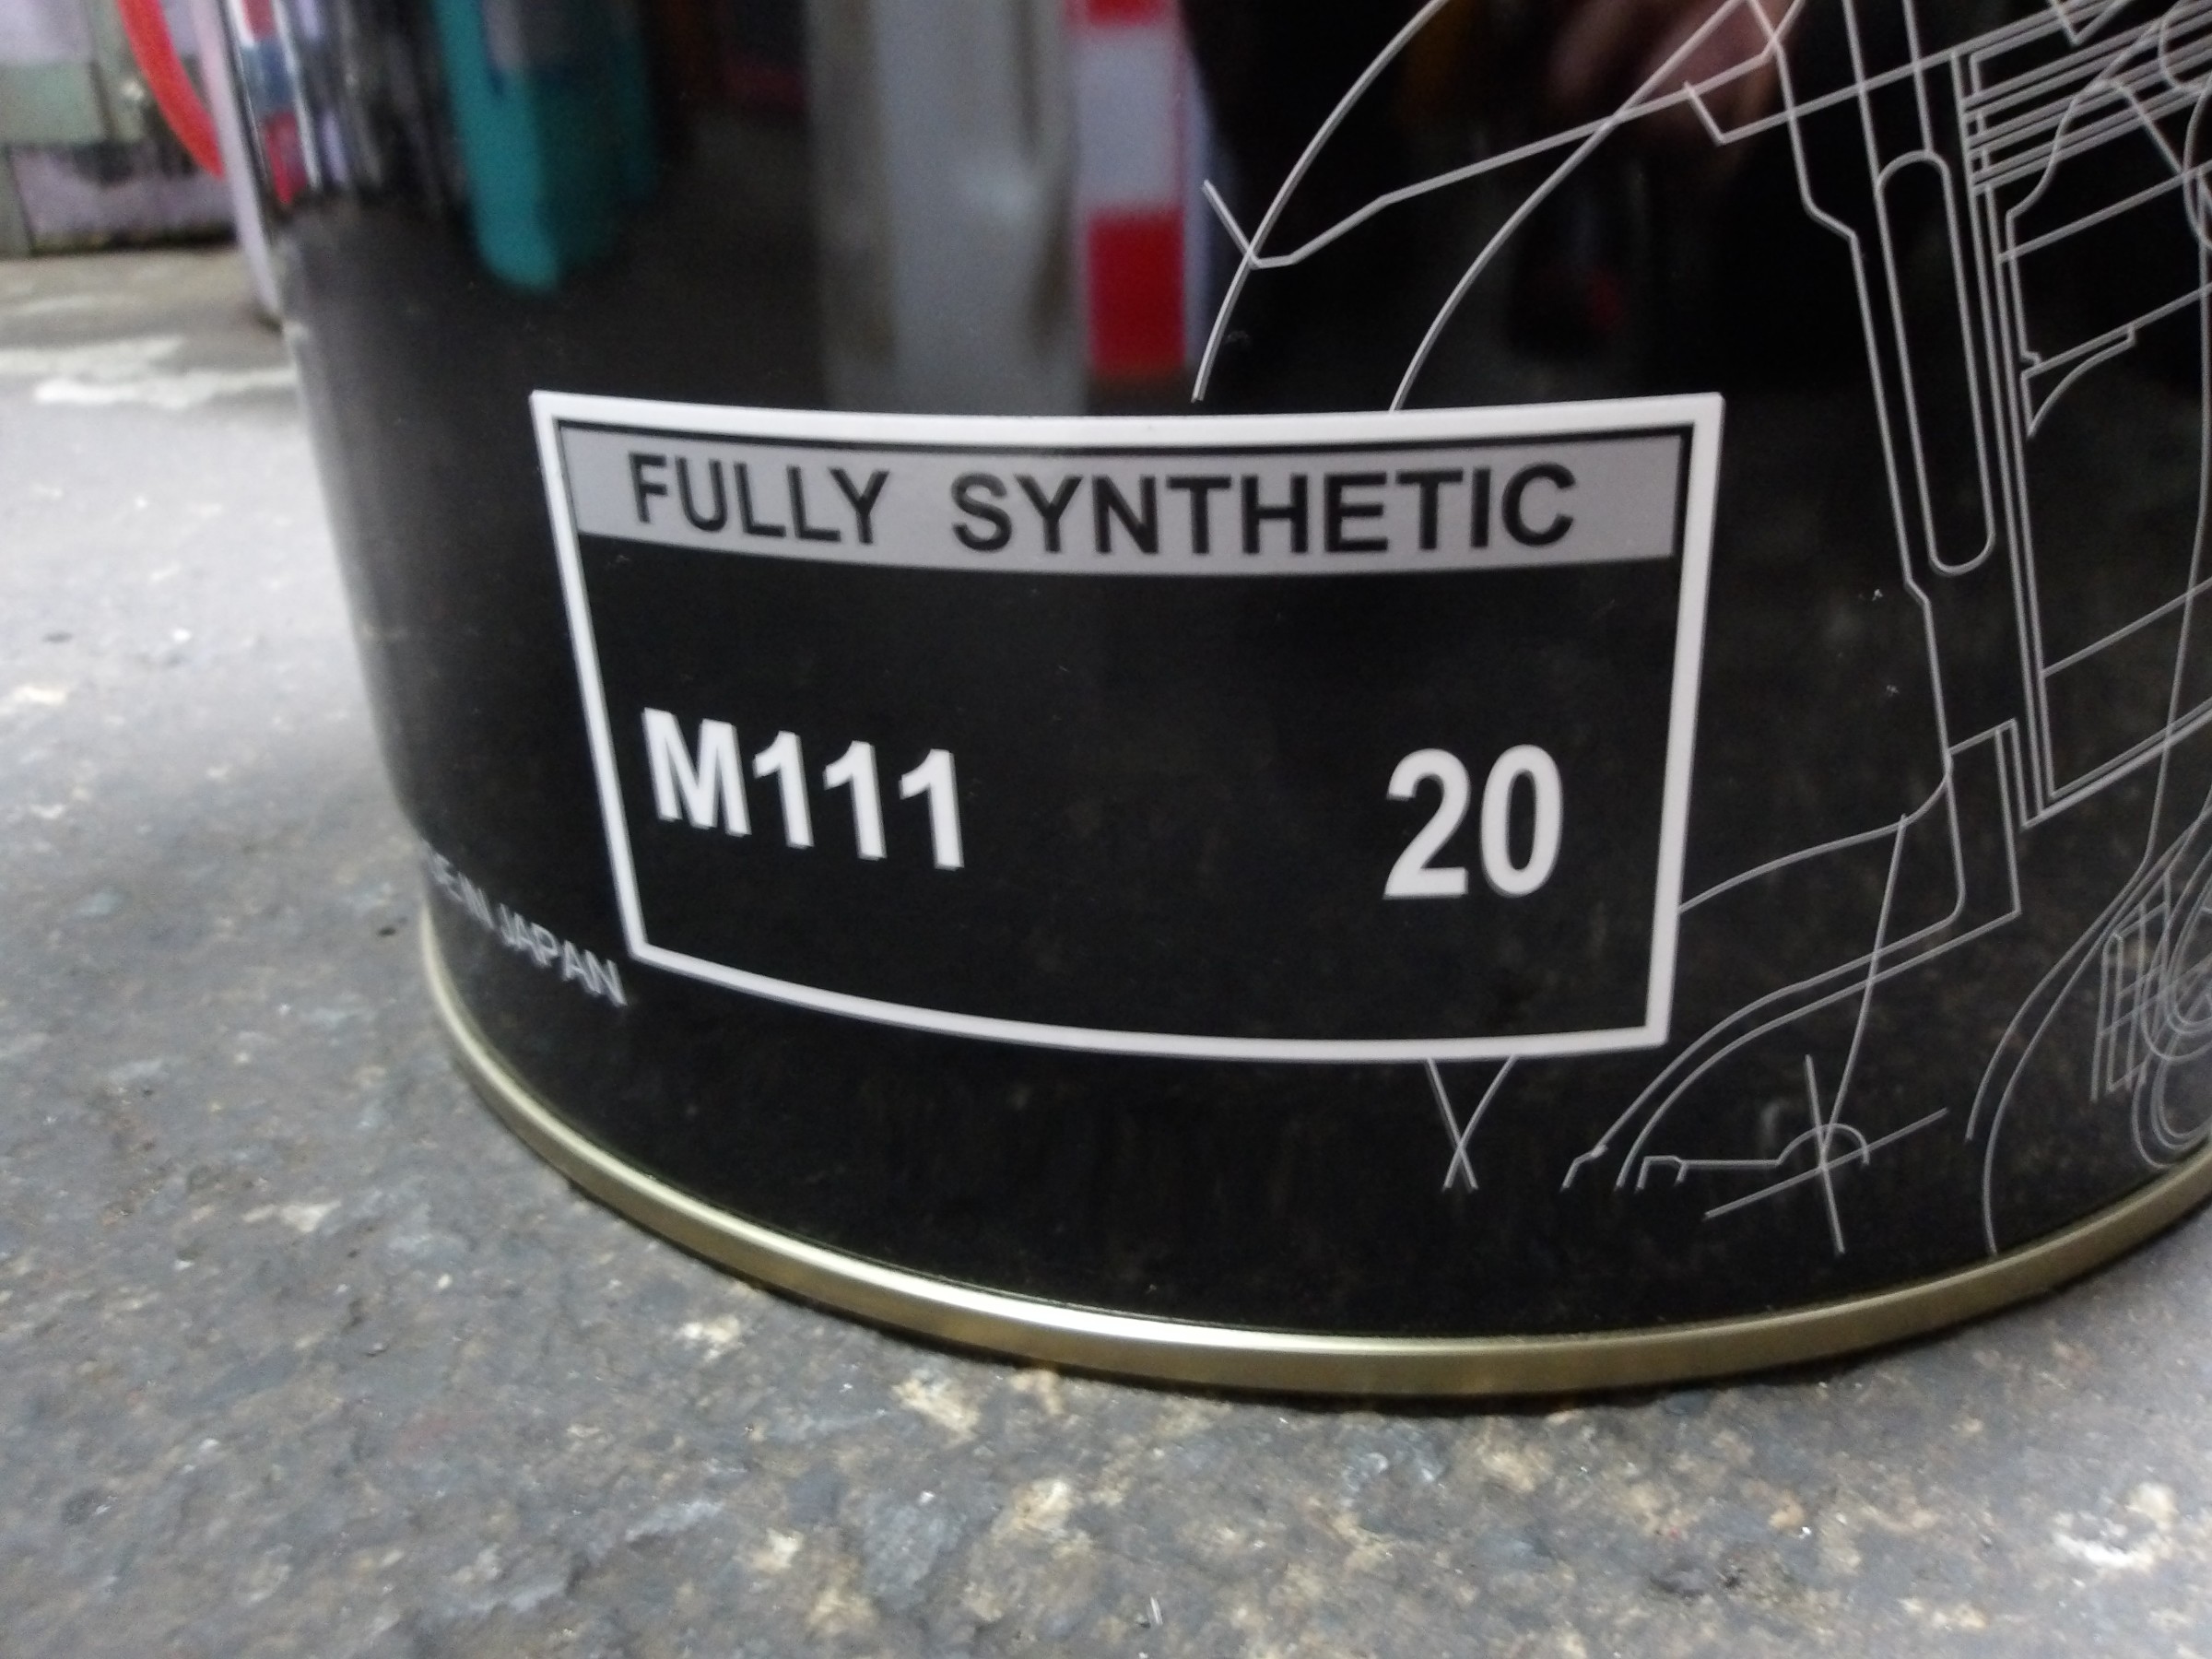 FULLY SYNTHETIC
M111 20
JAPAN